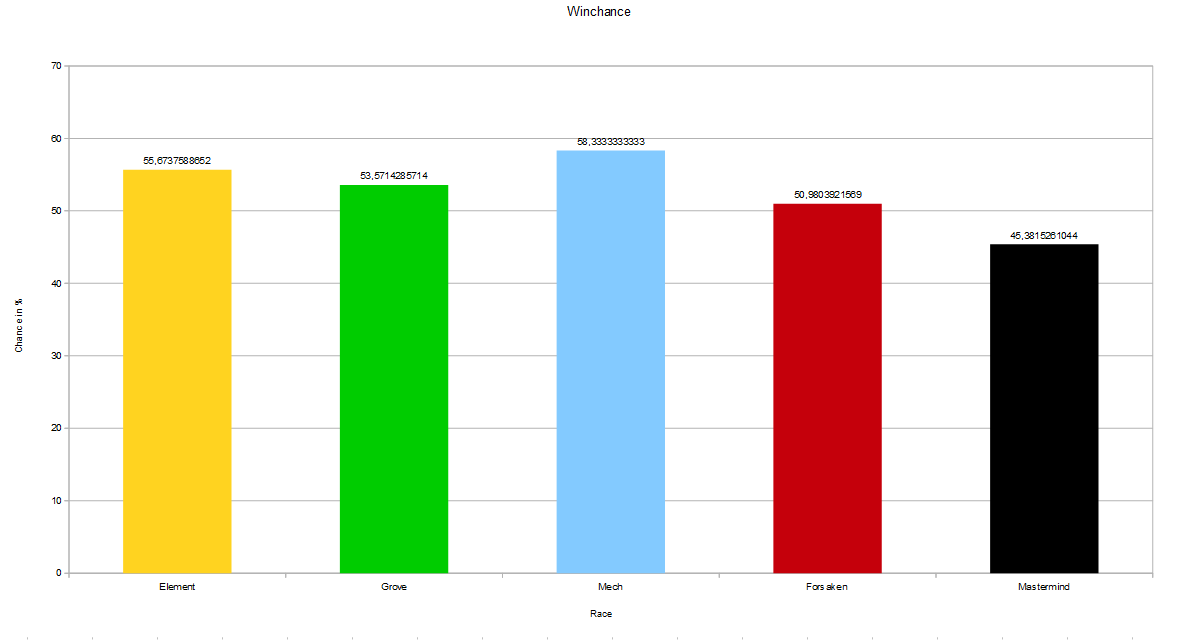 Winchance
70
60
50
40
30
20
10
0
Chance in %
55,6737588652
53,5714285714
58,3333333333
50,9803921569
45,3815261044
Element
Grove
Mech
Forsaken
Mastermind
Race